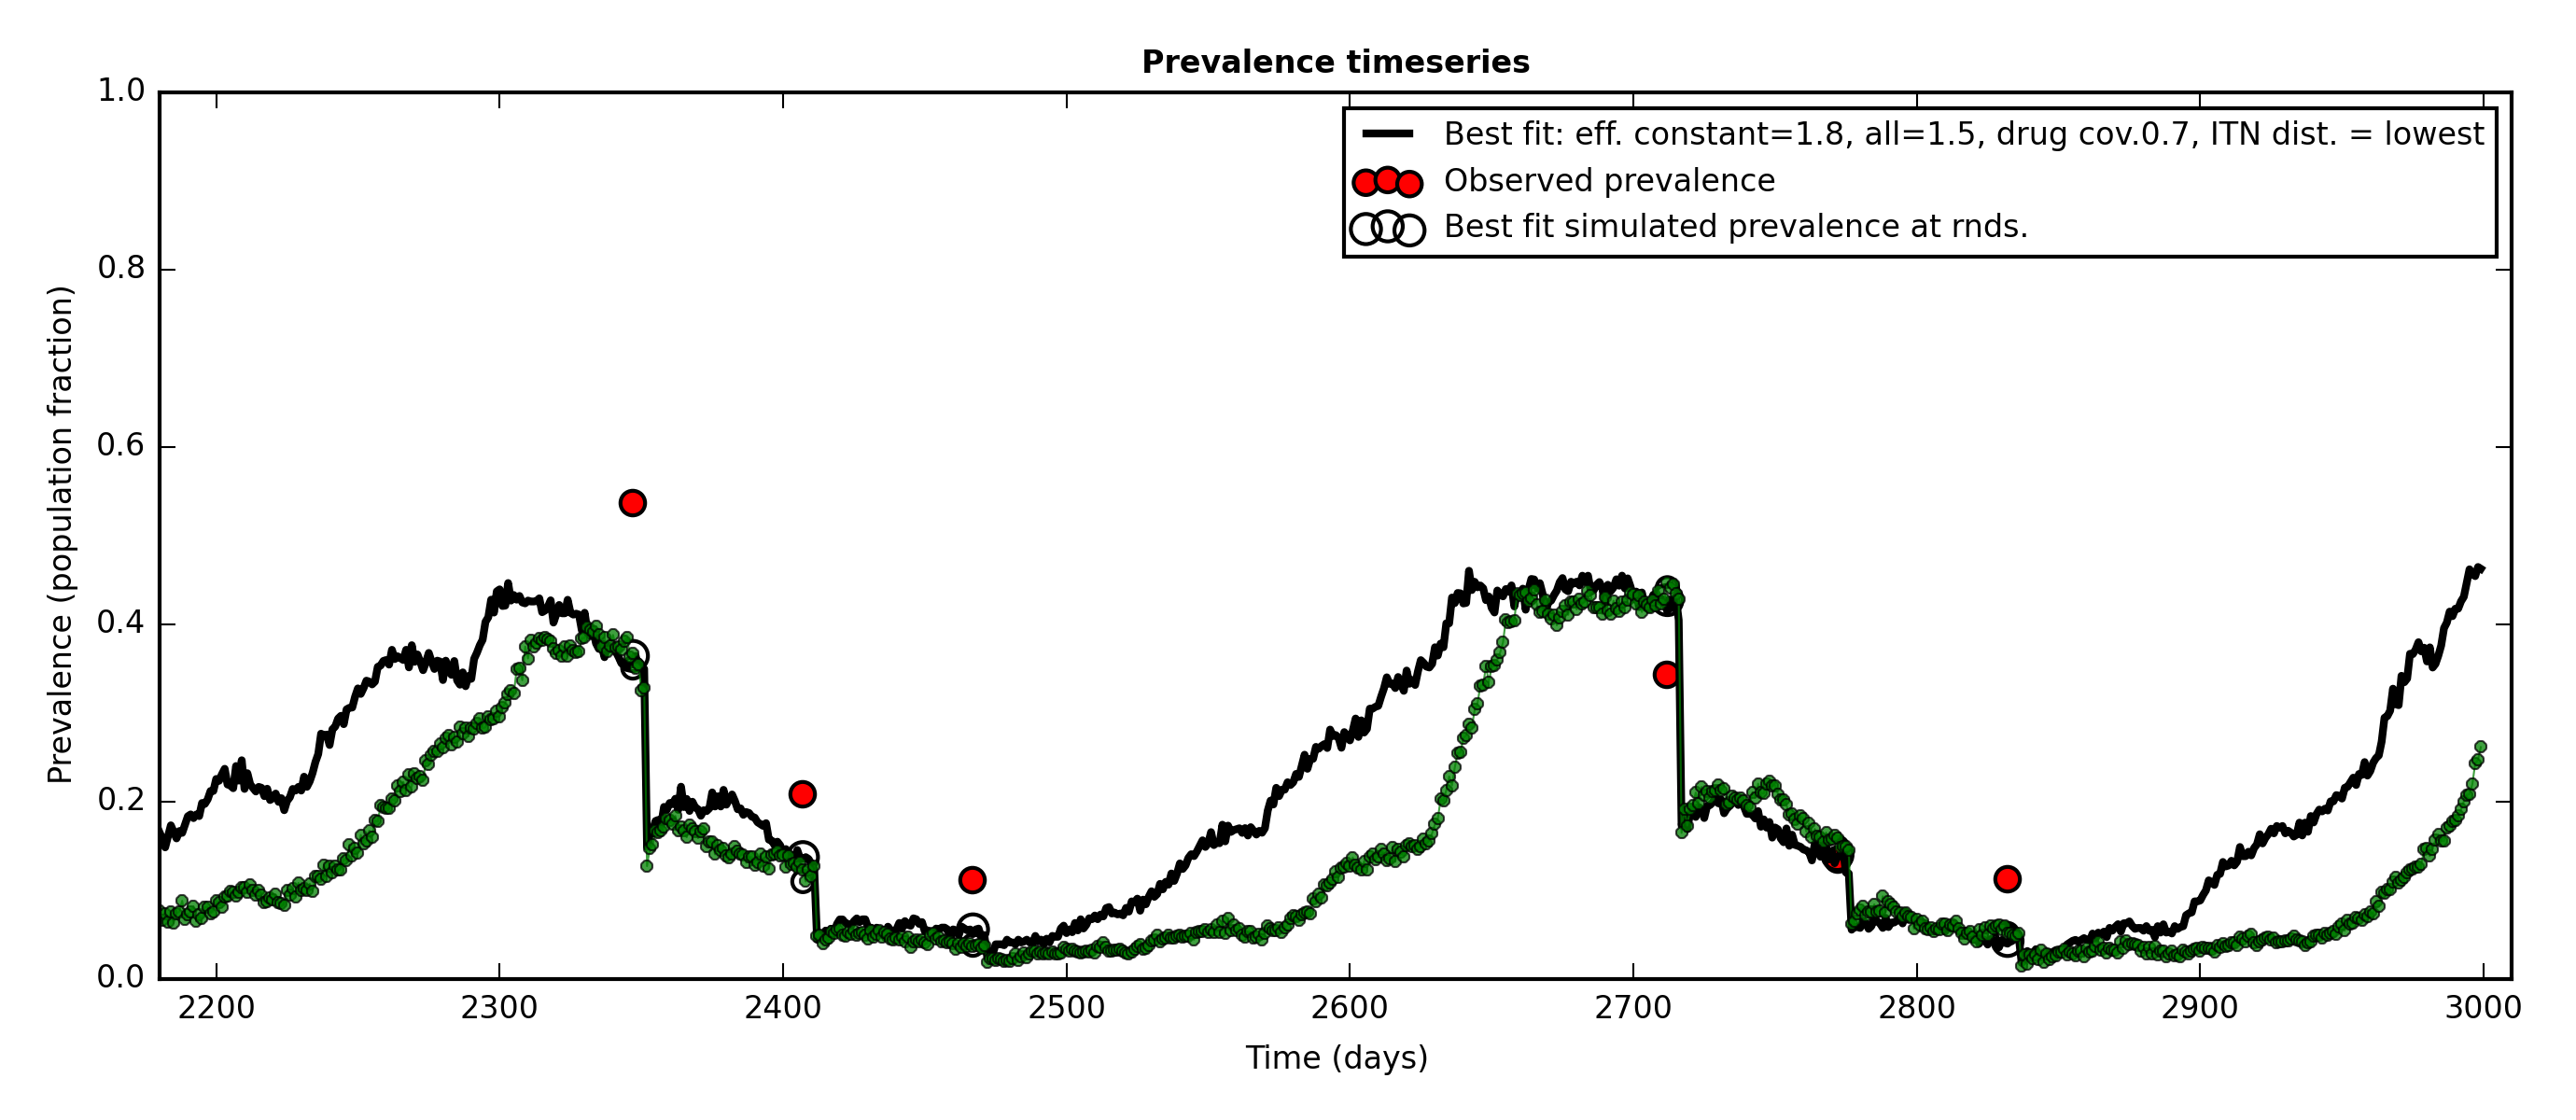 Prevalence timeseries
1.0
0.8
0.6
0.4
0.2
0.0
Prevalence (population fraction)
Best fit: eff. constant=1.8, all=1.5, drug cov.0.7, ITN dist. = lowest
Observed prevalence
Best fit simulated prevalence at rnds.
2200 2300 2400 2500 2600 2700 2800 2900 3000
Time (days)